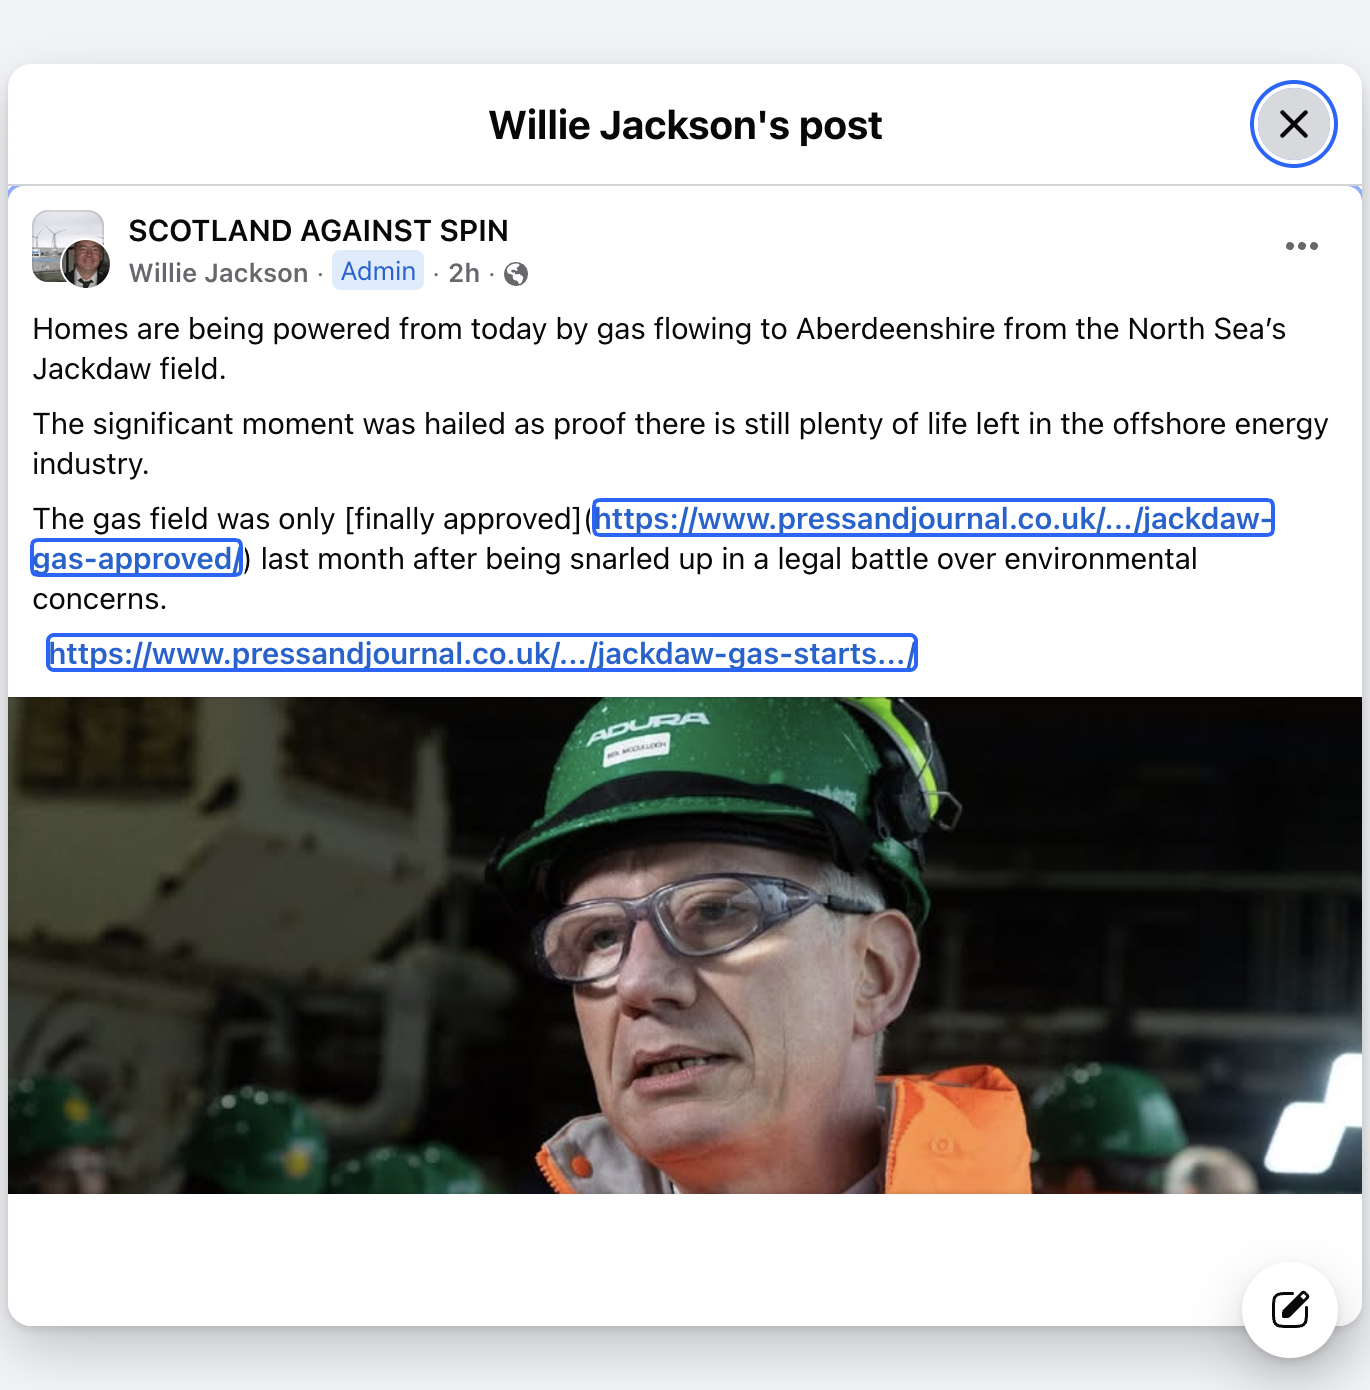 Willie Jackson's post
SCOTLAND AGAINST SPIN
Willie Jackson · Admin · 2h ·
Homes are being powered from today by gas flowing to Aberdeenshire from the North Sea’s
Jackdaw field.
The significant moment was hailed as proof there is still plenty of life left in the offshore energy
industry.
The gas field was only [finally approved](https://www.pressandjournal.co.uk/.../jackdaw-
gas-approved/) last month after being snarled up in a legal battle over environmental
concerns.
https://www.pressandjournal.co.uk/.../jackdaw-gas-starts.../
ADURA
NEIL MCCULLOCH